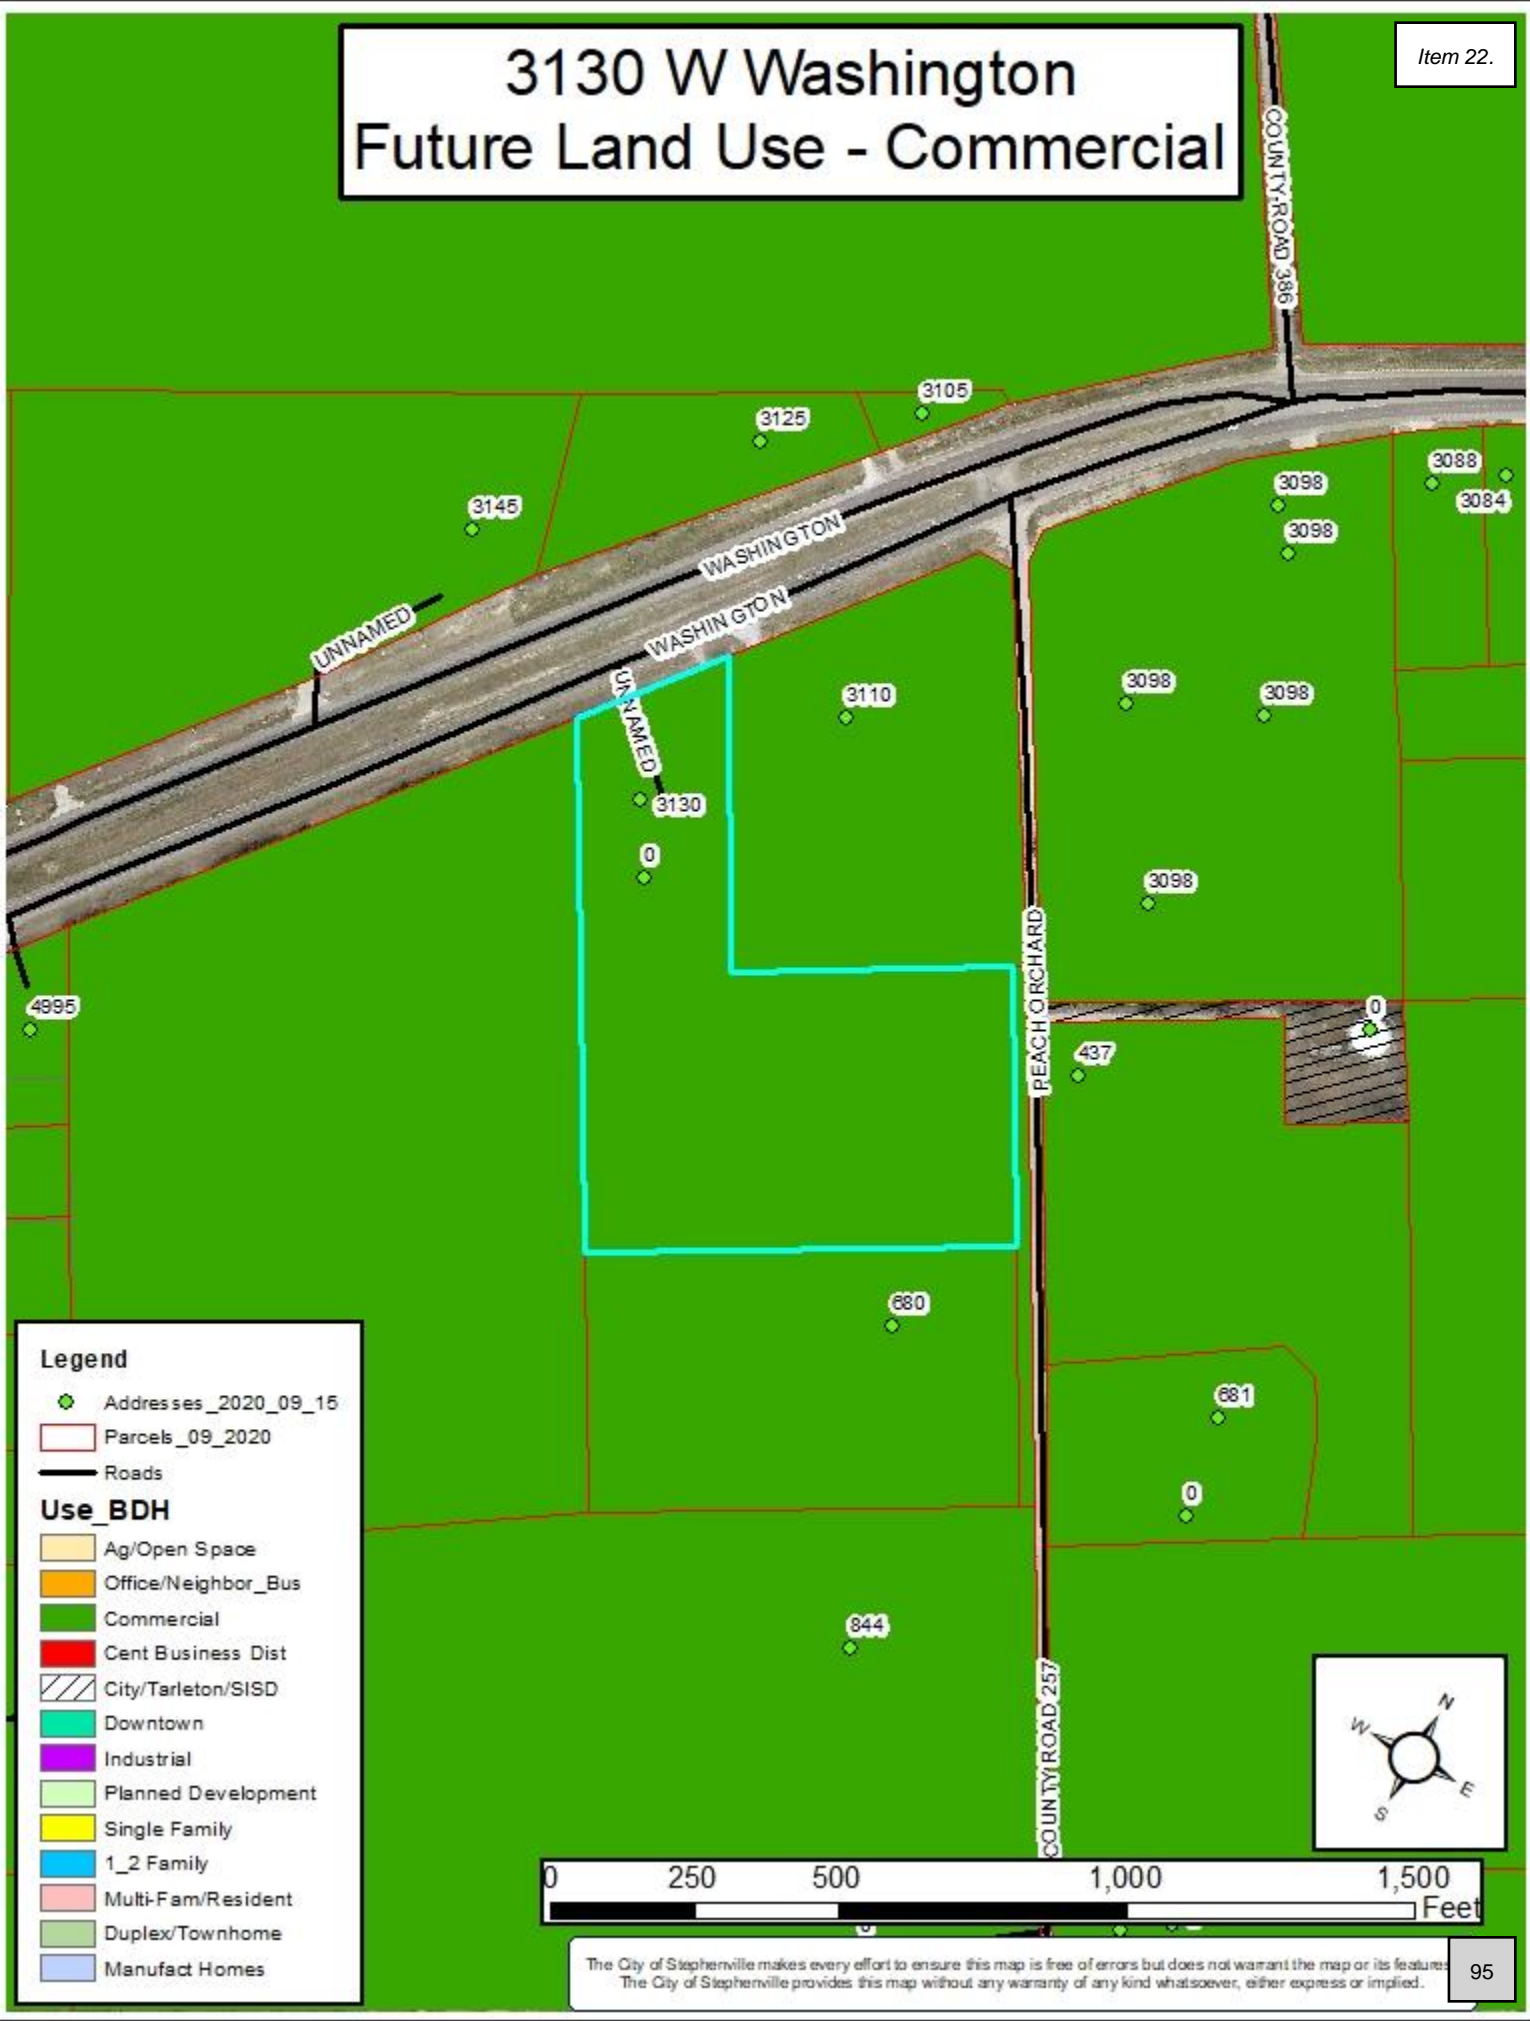 3130 W Washington
Future Land Use - Commercial
Item 22.
COUNTY ROAD 386
3105
3125
3145
3088
3084
3098
3098
WASHINGTON
WASHINGTON
UNNAMED
UNNAMED
3110
3098
3098
3130
0
3098
PEACH ORCHARD
4995
0
437
680
681
0
844
COUNTY ROAD 257
Legend
Addresses_2020_09_15
Parcels_09_2020
Roads
Use_BDH
Ag/Open Space
Office/Neighbor_Bus
Commercial
Cent Business Dist
City/Tarleton/SISD
Downtown
Industrial
Planned Development
Single Family
1_2 Family
Multi-Fam/Resident
Duplex/Townhome
Manufact Homes
N
W
E
S
0 250 500 1,000 1,500
Feet
The City of Stephenville makes every effort to ensure this map is free of errors but does not warrant the map or its features
The City of Stephenville provides this map without any warranty of any kind whatsoever, either express or implied.
95